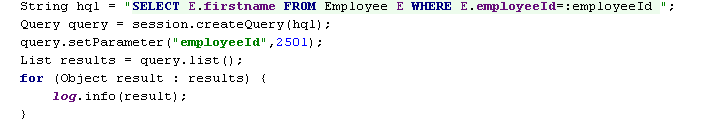 String hql = "SELECT E.firstname FROM Employee E WHERE E.employeeId=:employeeId ";
Query query = session.createQuery(hql);
query.setParameter("employeeId",2501);
List results = query.list();
for (Object result : results) {
log.info(result);
}